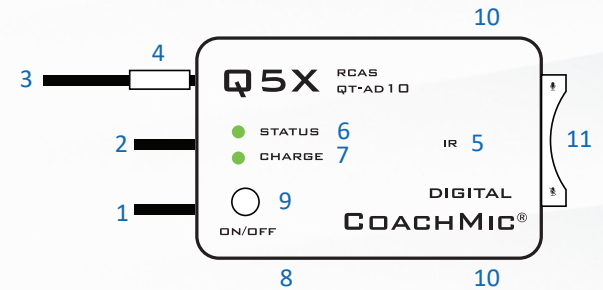 10
4
3
Q5X RCAS
QT-AD10
2
STATUS 6
CHARGE 7
IR 5
11
1
9
ON/OFF
DIGITAL
COACHMIC®
8
10